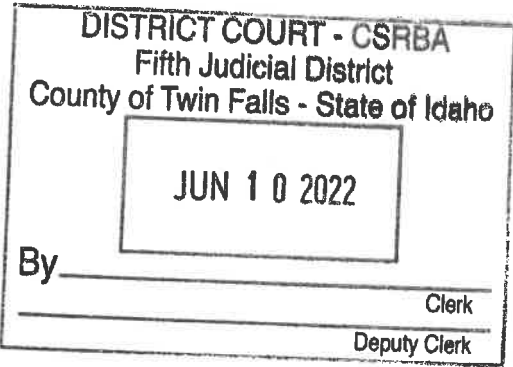 DISTRICT COURT - CSRBA
Fifth Judicial District
County of Twin Falls - State of Idaho
JUN 10 2022
By
Clerk
Deputy Clerk